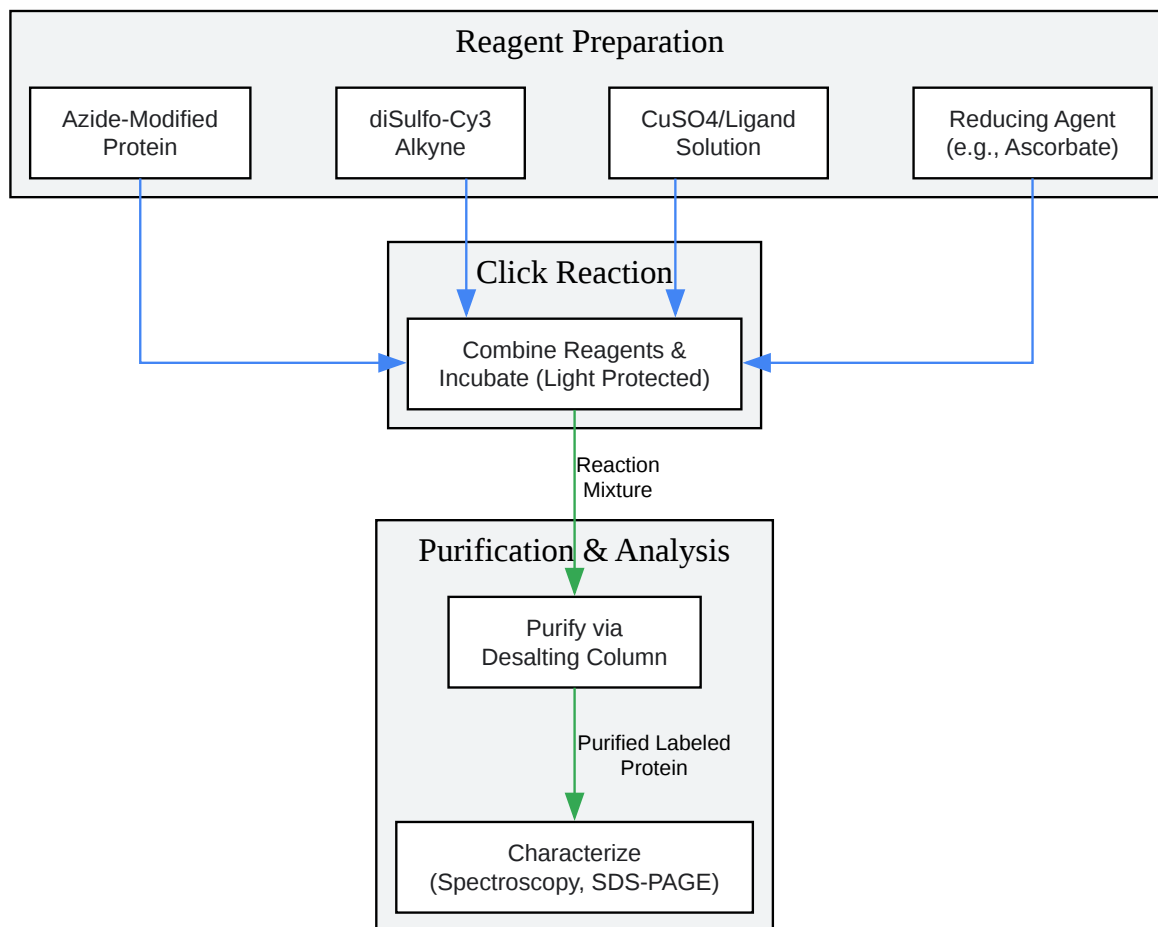 Reagent Preparation
Azide-Modified
Protein
diSulfo-Cy3
Alkyne
CuSO4/Ligand
Solution
Reducing Agent
(e.g., Ascorbate)
Click Reaction
Combine Reagents &
Incubate (Light Protected)
Reaction
Mixture
Purification & Analysis
Purify via
Desalting Column
Purified Labeled
Protein
Characterize
(Spectroscopy, SDS-PAGE)